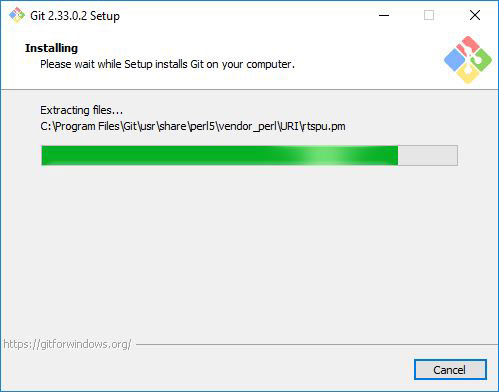 Git 2.33.0.2 Setup
Installing
Please wait while Setup installs Git on your computer.
Extracting files...
C:\Program Files\Git\usr\share\perl5\vendor_perl\URI\rtspu.pm
https://gitforwindows.org/
Cancel